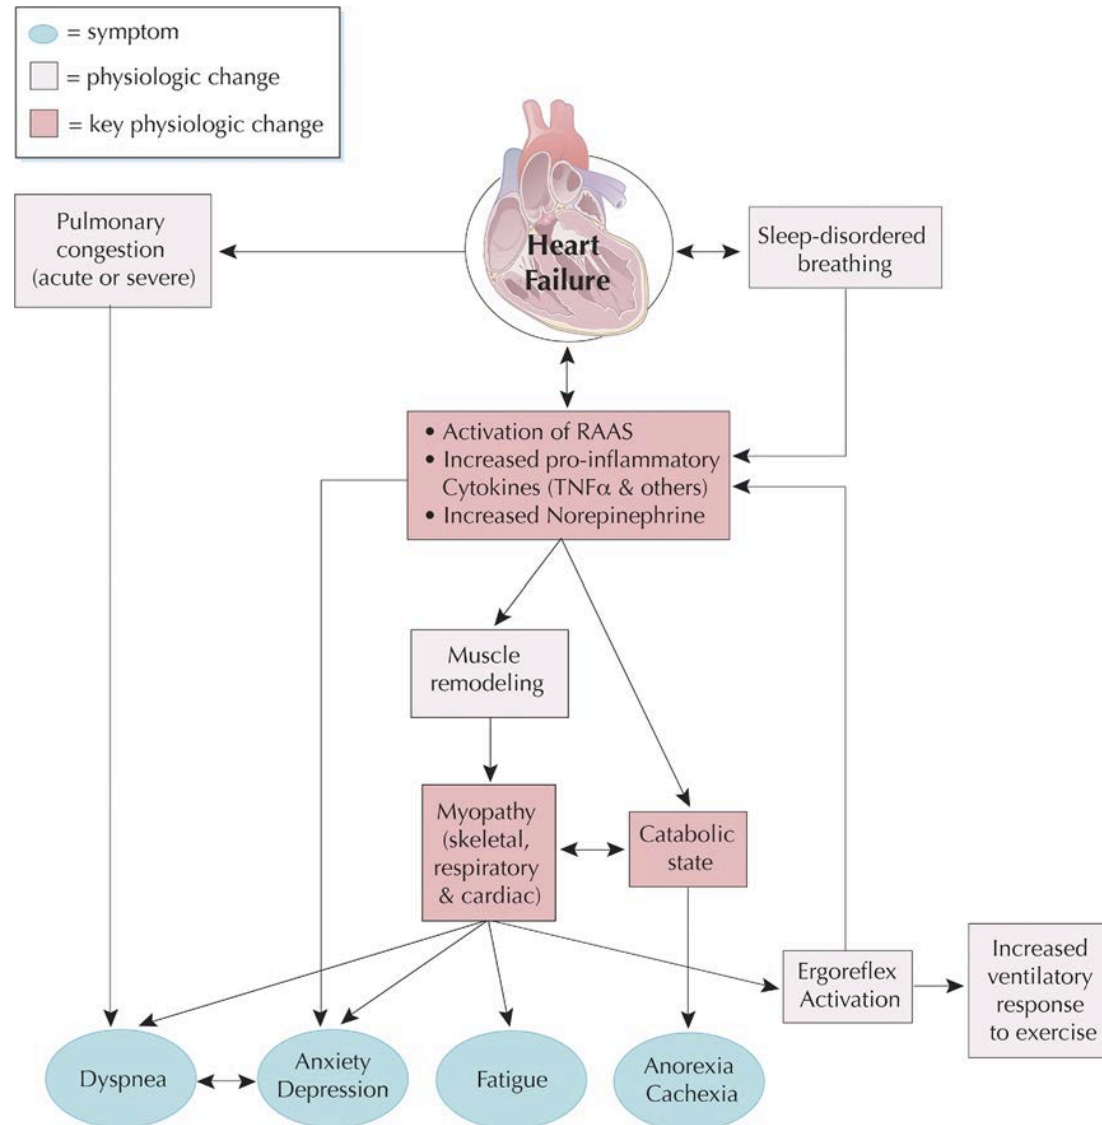 = symptom
= physiologic change
= key physiologic change
Pulmonary
congestion
(acute or severe)
Heart
Failure
Sleep-disordered
breathing
• Activation of RAAS
• Increased pro-inflammatory
Cytokines (TNFα & others)
• Increased Norepinephrine
Muscle
remodeling
Myopathy
(skeletal,
respiratory
& cardiac)
Catabolic
state
Ergoreflex
Activation
Increased
ventilatory
response
to exercise
Dyspnea
Anxiety
Depression
Fatigue
Anorexia
Cachexia